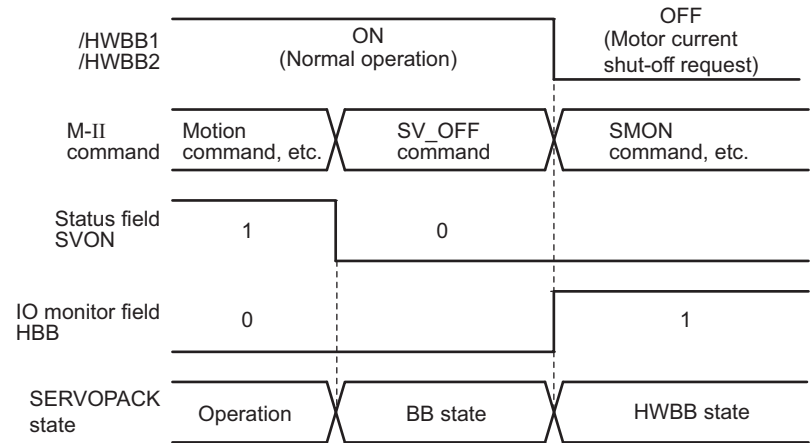 /HWBB1
/HWBB2
ON
(Normal operation)
OFF
(Motor current
shut-off request)
M-II
command
Motion
command, etc.
SV_OFF
command
SMON
command, etc.
Status field
SVON
1
0
IO monitor field
HBB
0
1
SERVOPACK
state
Operation
BB state
HWBB state